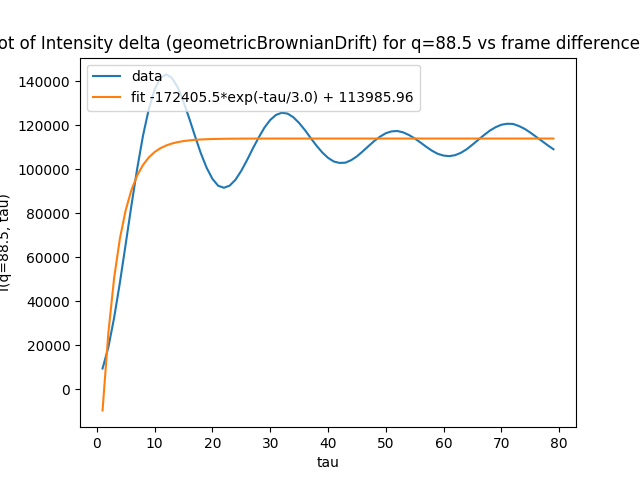 ot of Intensity delta (geometricBrownianDrift) for q=88.5 vs frame difference
data
fit -172405.5*exp(-tau/3.0) + 113985.96
140000
120000
100000
80000
60000
40000
20000
0
I(q=88.5, tau)
0 10 20 30 40 50 60 70 80
tau